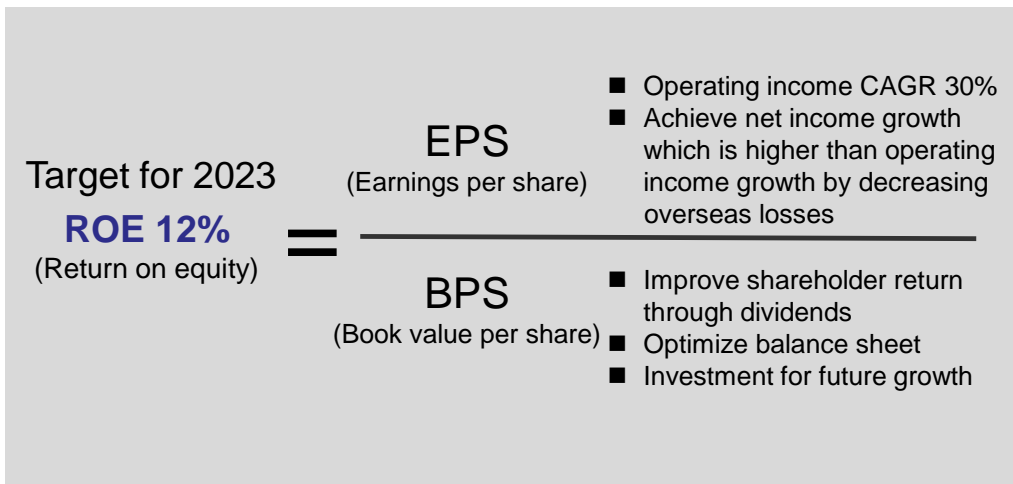 Target for 2023
ROE 12%
(Return on equity)
=
EPS
(Earnings per share)
■ Operating income CAGR 30%
■ Achieve net income growth
which is higher than operating
income growth by decreasing
overseas losses
BPS
(Book value per share)
■ Improve shareholder return
through dividends
■ Optimize balance sheet
■ Investment for future growth